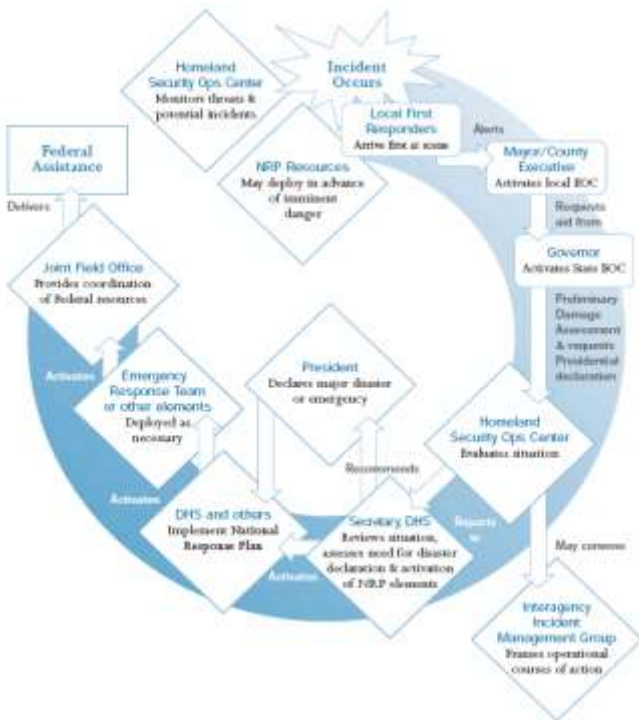 Incident
Occurs
Homeland
Security Ops Center
Monitors threats &
potential incidents
Local First
Responders
Arrive first at scene
Alerts
Mayor/County
Executive
Activates local EOC
NRP Resources
May deploy in advance
of imminent
danger
Federal
Assistance
Delivers
Requests
aid from
Governor
Activates State EOC
Joint Field Office
Provides coordination
of Federal resources
Preliminary
Damage
Assessment
& requests
Presidential
declaration
Activates
Emergency
Response Team
or other elements
Deployed as
necessary
President
Declares major disaster
or emergency
Homeland
Security Ops Center
Evaluates situation
Recommends
Activates
DHS and others
Implement National
Response Plan
Activates
Secretary, DHS
Reviews situation,
assesses need for disaster
declaration & activation
of NRP elements
Reports
to
May convene
Interagency
Incident
Management Group
Frames operational
courses of action